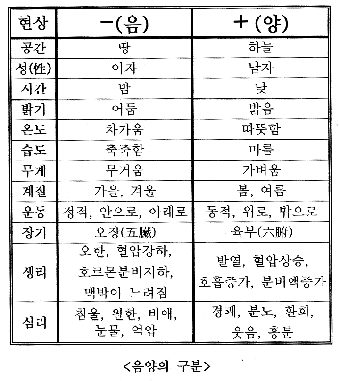 현상 −(음) +(양)
공간 땅 하늘
성(性) 여자 남자
시간 밤 낮
밝기 어둠 밝음
온도 차가움 따뜻함
습도 축축함 마름
무게 무거움 가벼움
계절 가을, 겨울 봄, 여름
운동 정적, 안으로, 아래로 동적, 위로, 밖으로
장기 오장(五臟) 육부(六腑)
생리 오한, 혈압강하, 호르몬분비저하, 맥박이 느려짐 발열, 혈압상승, 호흡증가, 분비액증가
심리 침울, 원한, 비애, 눈물, 억압 경쾌, 분노, 환희, 웃음, 흥분
<음양의 구분>